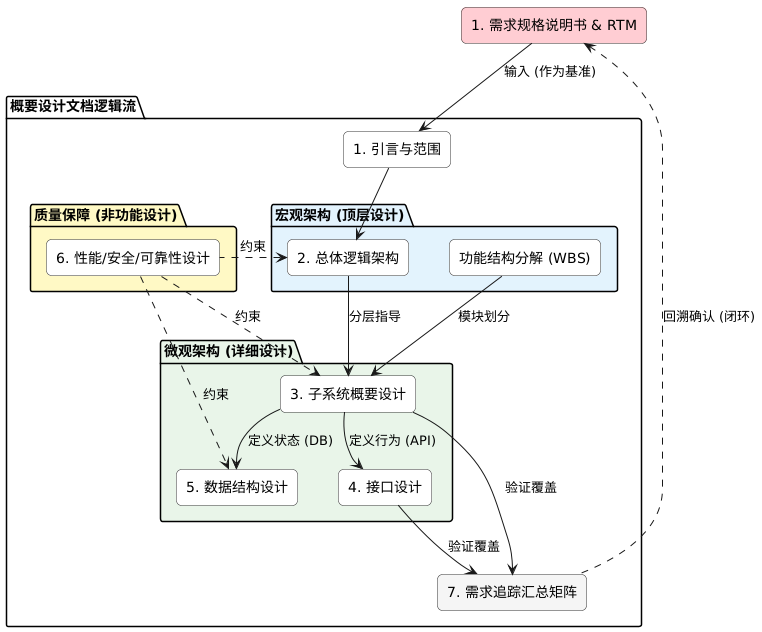 1. 需求规格说明书 & RTM
输入 (作为基准)
概要设计文档逻辑流
1. 引言与范围
质量保障 (非功能设计)
宏观架构 (顶层设计)
6. 性能/安全/可靠性设计
约束
2. 总体逻辑架构
功能结构分解 (WBS)
约束
分层指导
模块划分
回溯确认 (闭环)
微观架构 (详细设计)
约束
3. 子系统概要设计
定义状态 (DB)
定义行为 (API)
5. 数据结构设计
4. 接口设计
验证覆盖
验证覆盖
7. 需求追踪汇总矩阵